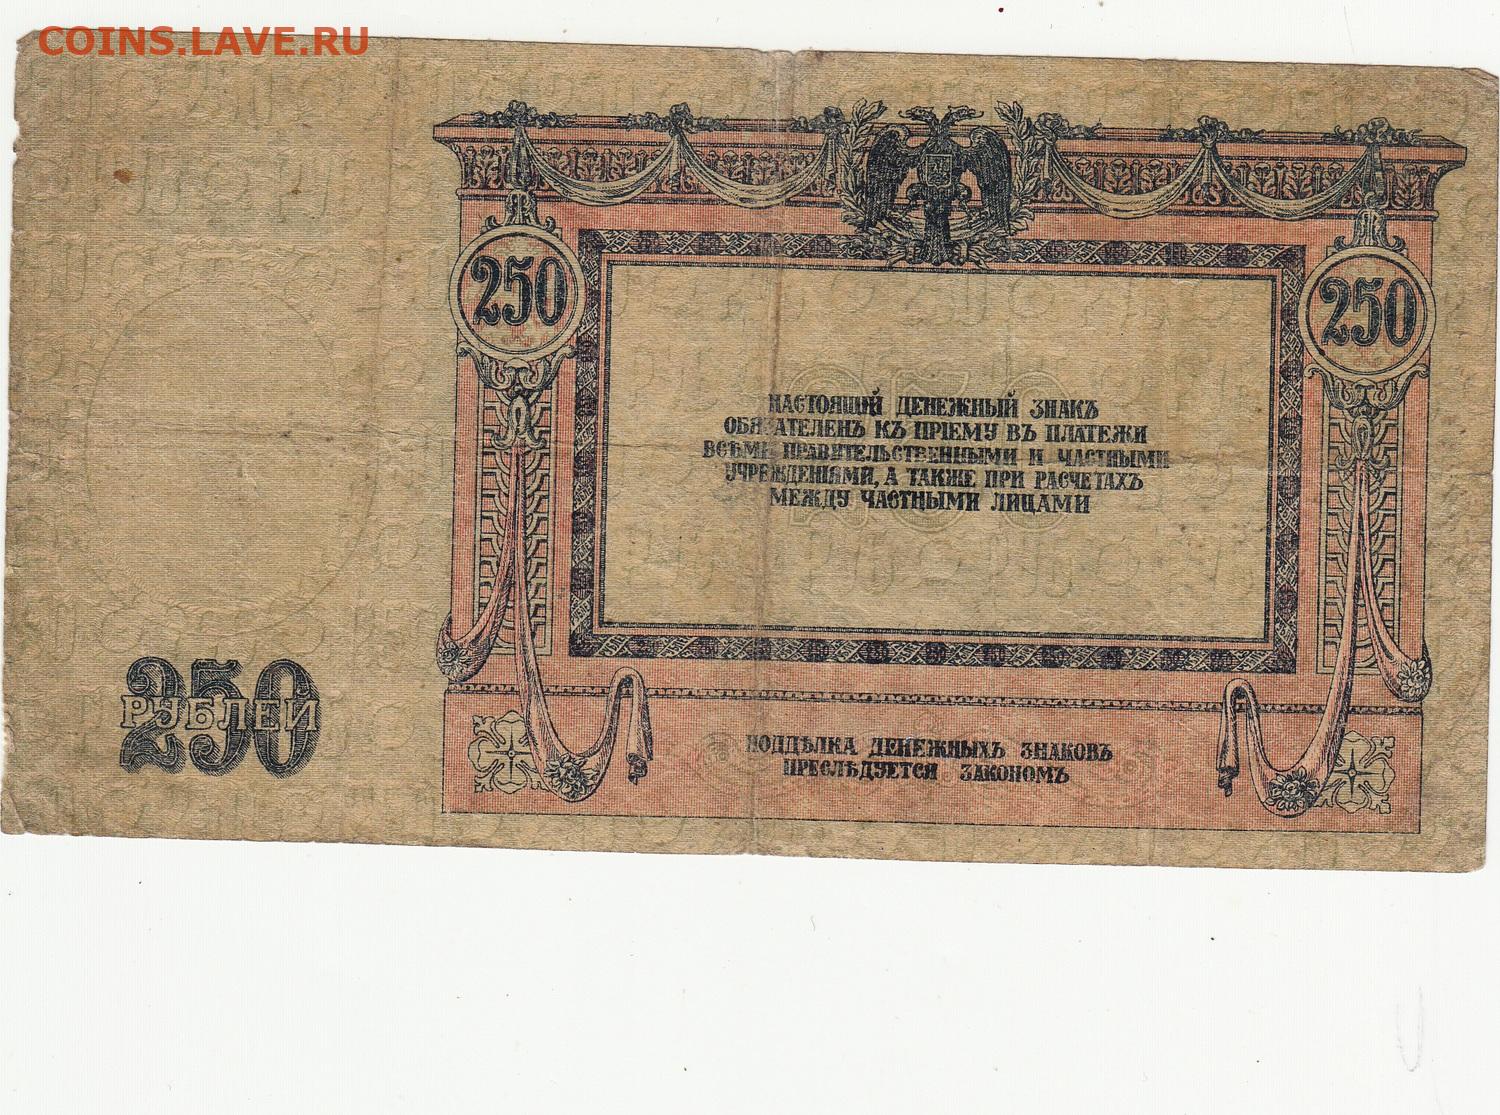 COINS.LAVE.RU
250
250
НАСТОЯЩІЙ ДЕНЕЖНЫЙ ЗНАКЪ
ОБЯЗАТЕЛЕНЪ КЪ ПРІЕМУ ВЪ ПЛАТЕЖИ
ВСѢМИ ПРАВИТЕЛЬСТВЕННЫМИ И ЧАСТНЫМИ
УЧРЕЖДЕНІЯМИ, А ТАКЖЕ ПРИ РАСЧЕТАХЪ
МЕЖДУ ЧАСТНЫМИ ЛИЦАМИ
250
РУБЛЕЙ
ПОДДѢЛКА ДЕНЕЖНЫХЪ ЗНАКОВЪ
ПРЕСЛѢДУЕТСЯ ЗАКОНОМЪ